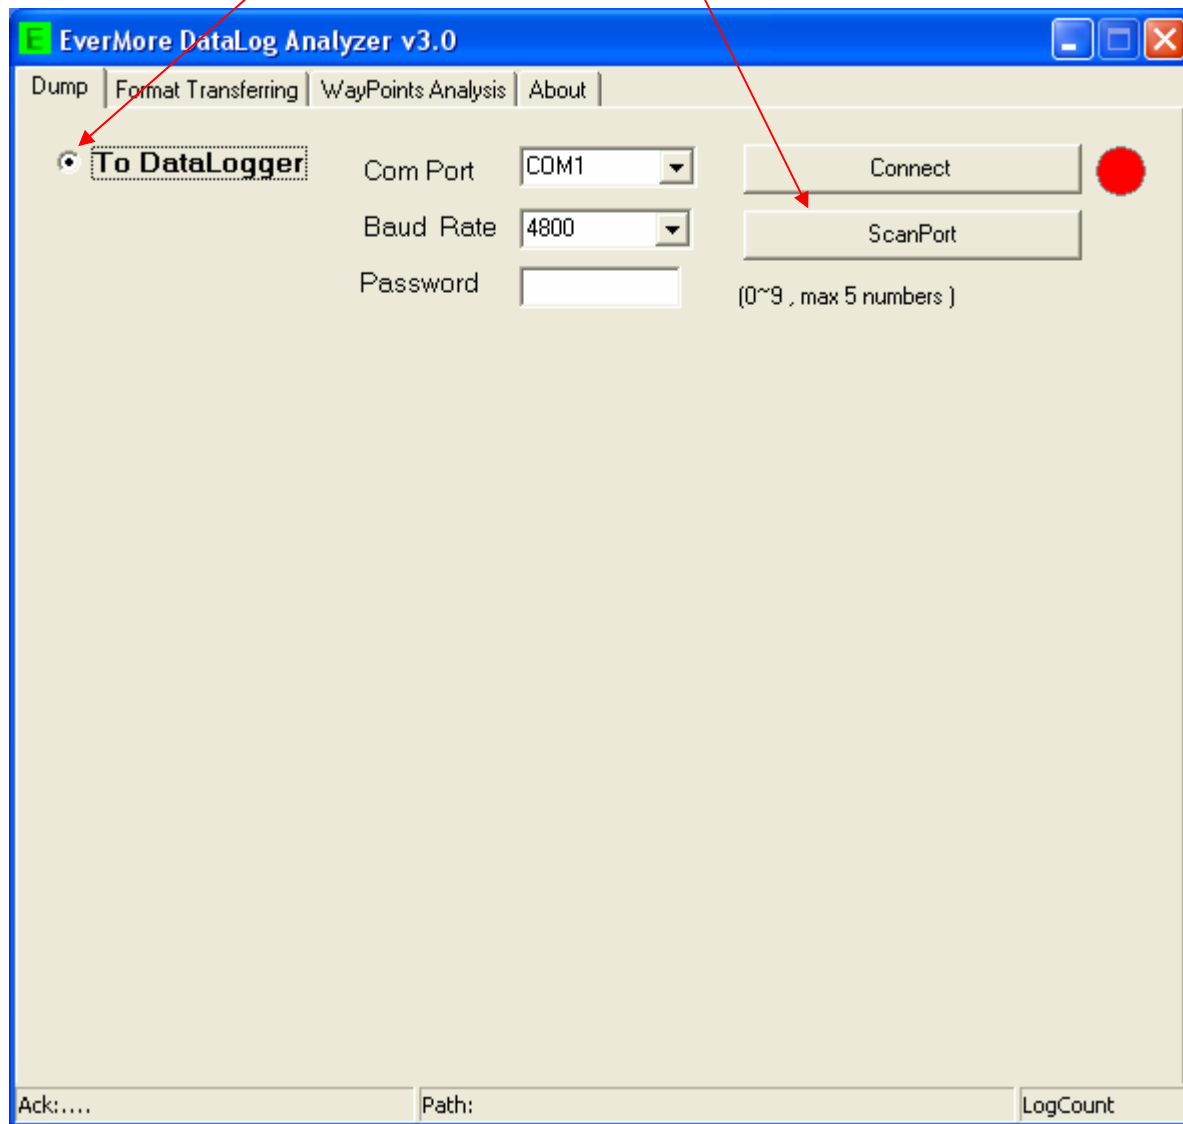 E EverMore DataLog Analyzer v3.0
Dump Format Transferring WayPoints Analysis About
To DataLogger Com Port COM1 Connect
Baud Rate 4800 ScanPort
Password (0~9 , max 5 numbers )
Ack:.... Path: LogCount